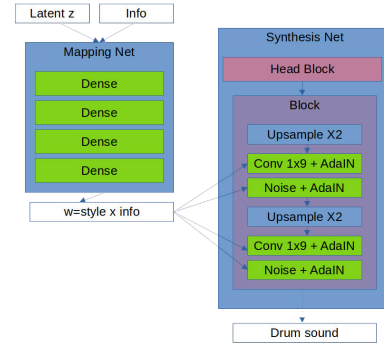 Latent z
Info
Mapping Net
Dense
Dense
Dense
Dense
w=style x info
Synthesis Net
Head Block
Block
Upsample X2
Conv 1x9 + AdaIN
Noise + AdaIN
Upsample X2
Conv 1x9 + AdaIN
Noise + AdaIN
Drum sound